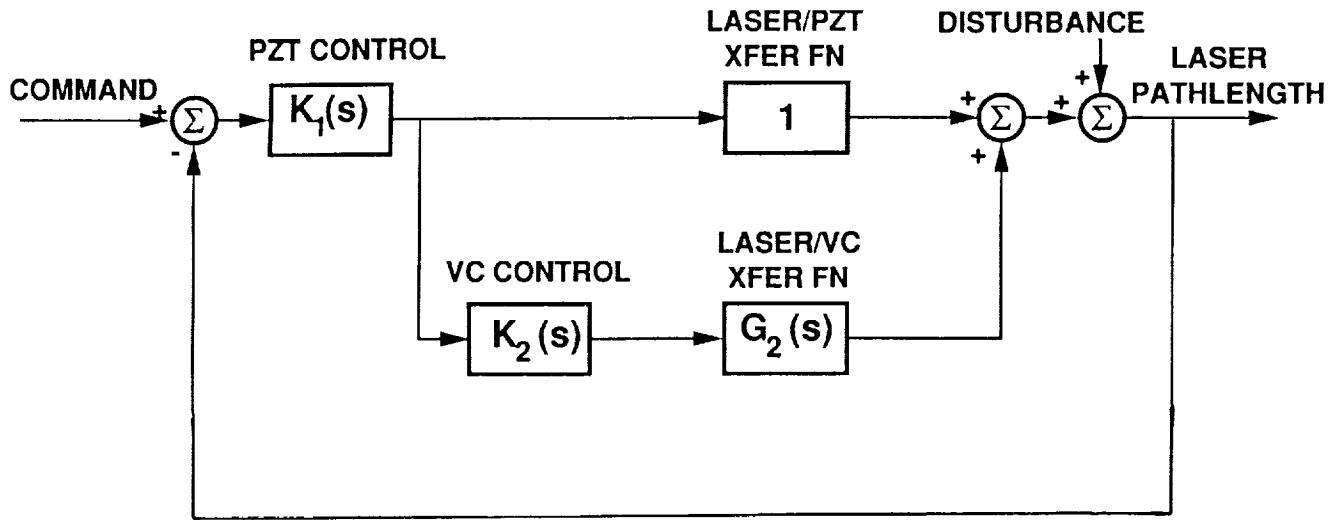 LASER/PZT
XFER FN
DISTURBANCE
PZT CONTROL
LASER
PATHLENGTH
COMMAND
+
Σ
-
K₁(s)
1
+
Σ
+
+
+
Σ
VC CONTROL
LASER/VC
XFER FN
K₂(s)
G₂(s)